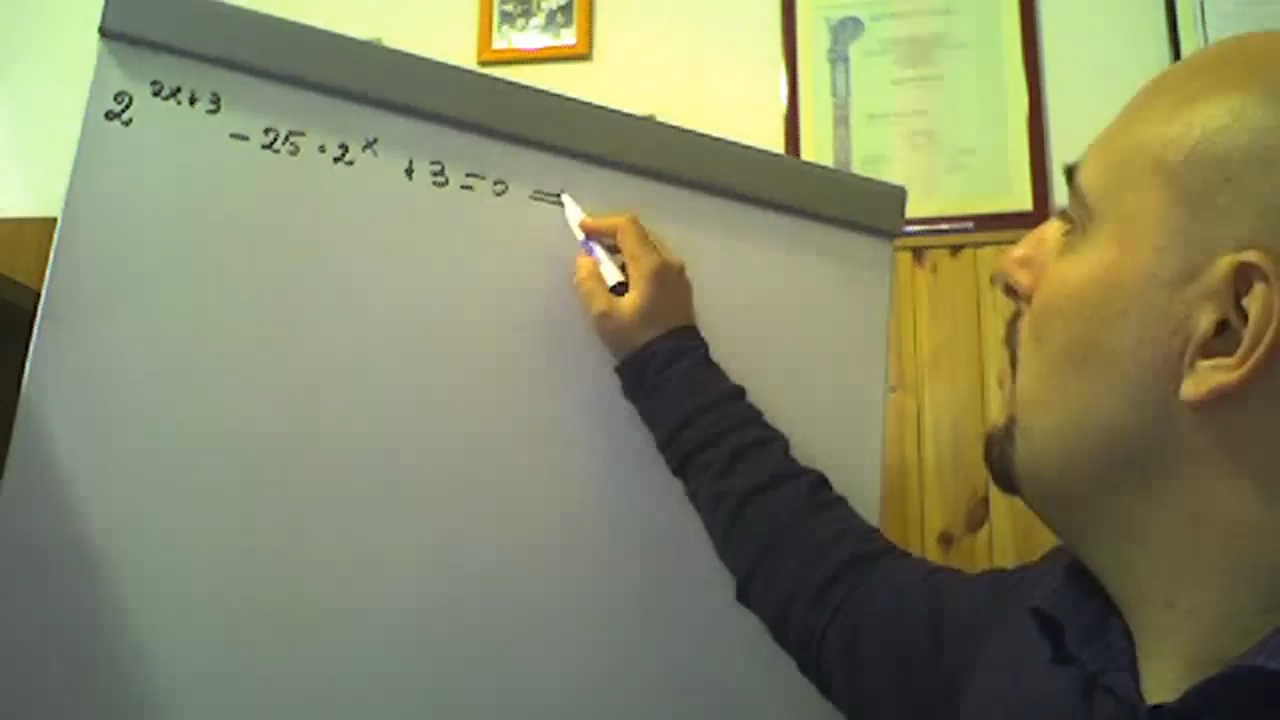 2^{2x+3} - 25 · 2^x + 3 = 0 =